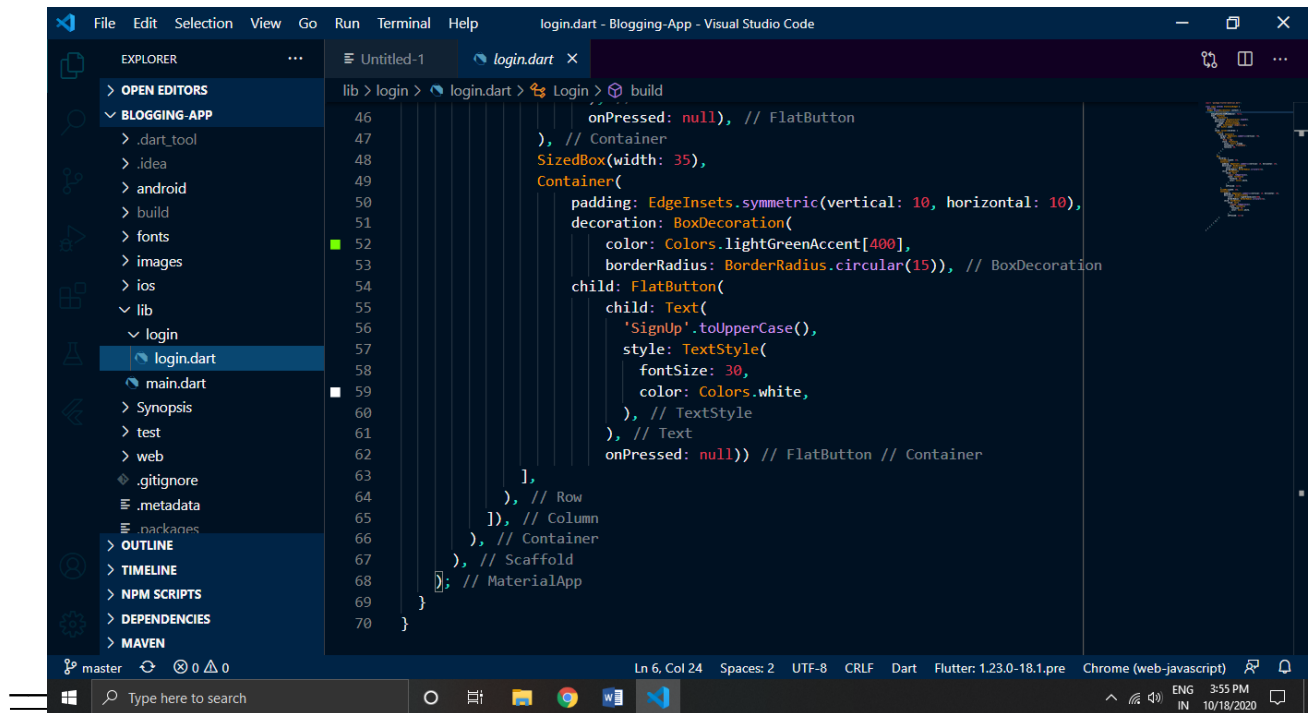 File Edit Selection View Go Run Terminal Help login.dart - Blogging-App - Visual Studio Code
EXPLORER
OPEN EDITORS
BLOGGING-APP
.dart_tool
.idea
android
build
fonts
images
ios
lib
login
login.dart
main.dart
Synopsis
test
web
.gitignore
.metadata
.packages
OUTLINE
TIMELINE
NPM SCRIPTS
DEPENDENCIES
MAVEN
Untitled-1 login.dart
lib > login > login.dart > Login > build
46 onPressed: null), // FlatButton
47 ), // Container
48 SizedBox(width: 35),
49 Container(
50 padding: EdgeInsets.symmetric(vertical: 10, horizontal: 10),
51 decoration: BoxDecoration(
52 color: Colors.lightGreenAccent[400],
53 borderRadius: BorderRadius.circular(15)), // BoxDecoration
54 child: FlatButton(
55 child: Text(
56 'SignUp'.toUpperCase(),
57 style: TextStyle(
58 fontSize: 30,
59 color: Colors.white,
60 ), // TextStyle
61 ), // Text
62 onPressed: null)) // FlatButton // Container
63 ],
64 ), // Row
65 ]), // Column
66 ), // Container
67 ), // Scaffold
68 ); // MaterialApp
69 }
70 }
master 0 0 Ln 6, Col 24 Spaces: 2 UTF-8 CRLF Dart Flutter: 1.23.0-18.1.pre Chrome (web-javascript)
Type here to search
ENG 3:55 PM
IN 10/18/2020